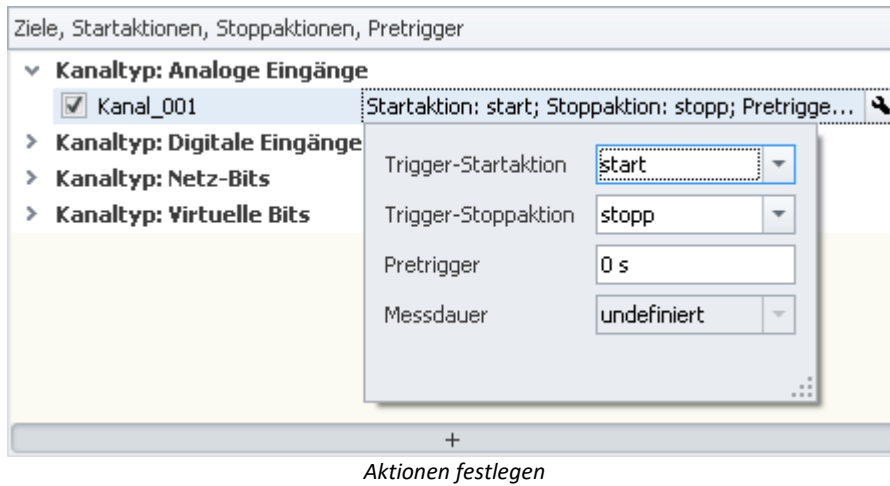 Ziele, Startaktionen, Stoppaktionen, Pretrigger
Kanaltyp: Analoge Eingänge
Kanal_001 Startaktion: start; Stoppaktion: stopp; Pretrigge...
Kanaltyp: Digitale Eingänge
Kanaltyp: Netz-Bits
Kanaltyp: Virtuelle Bits
Trigger-Startaktion start
Trigger-Stoppaktion stopp
Pretrigger 0 s
Messdauer undefiniert
+
Aktionen festlegen